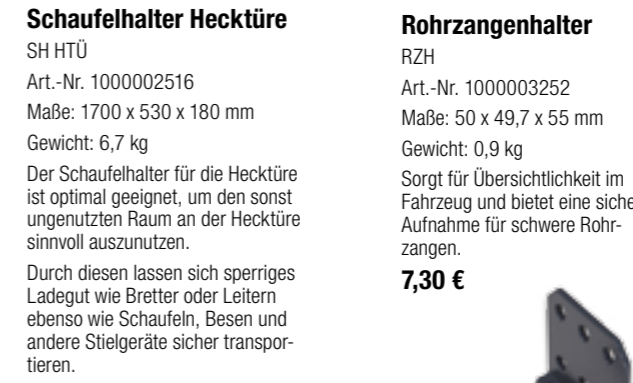 Schaufelhalter Hecktüre
SH HTÜ
Art.-Nr. 1000002516
Maße: 1700 x 530 x 180 mm
Gewicht: 6,7 kg
Der Schaufelhalter für die Hecktüre
ist optimal geeignet, um den sonst
ungenutzten Raum an der Hecktüre
sinnvoll auszunutzen.
Durch diesen lassen sich sperriges
Ladegut wie Bretter oder Leitern
ebenso wie Schaufeln, Besen und
andere Stielgeräte sicher transpor-
tieren.
Rohrzangenhalter
RZH
Art.-Nr. 1000003252
Maße: 50 x 49,7 x 55 mm
Gewicht: 0,9 kg
Sorgt für Übersichtlichkeit im
Fahrzeug und bietet eine siche
Aufnahme für schwere Rohr-
zangen.
7,30 €